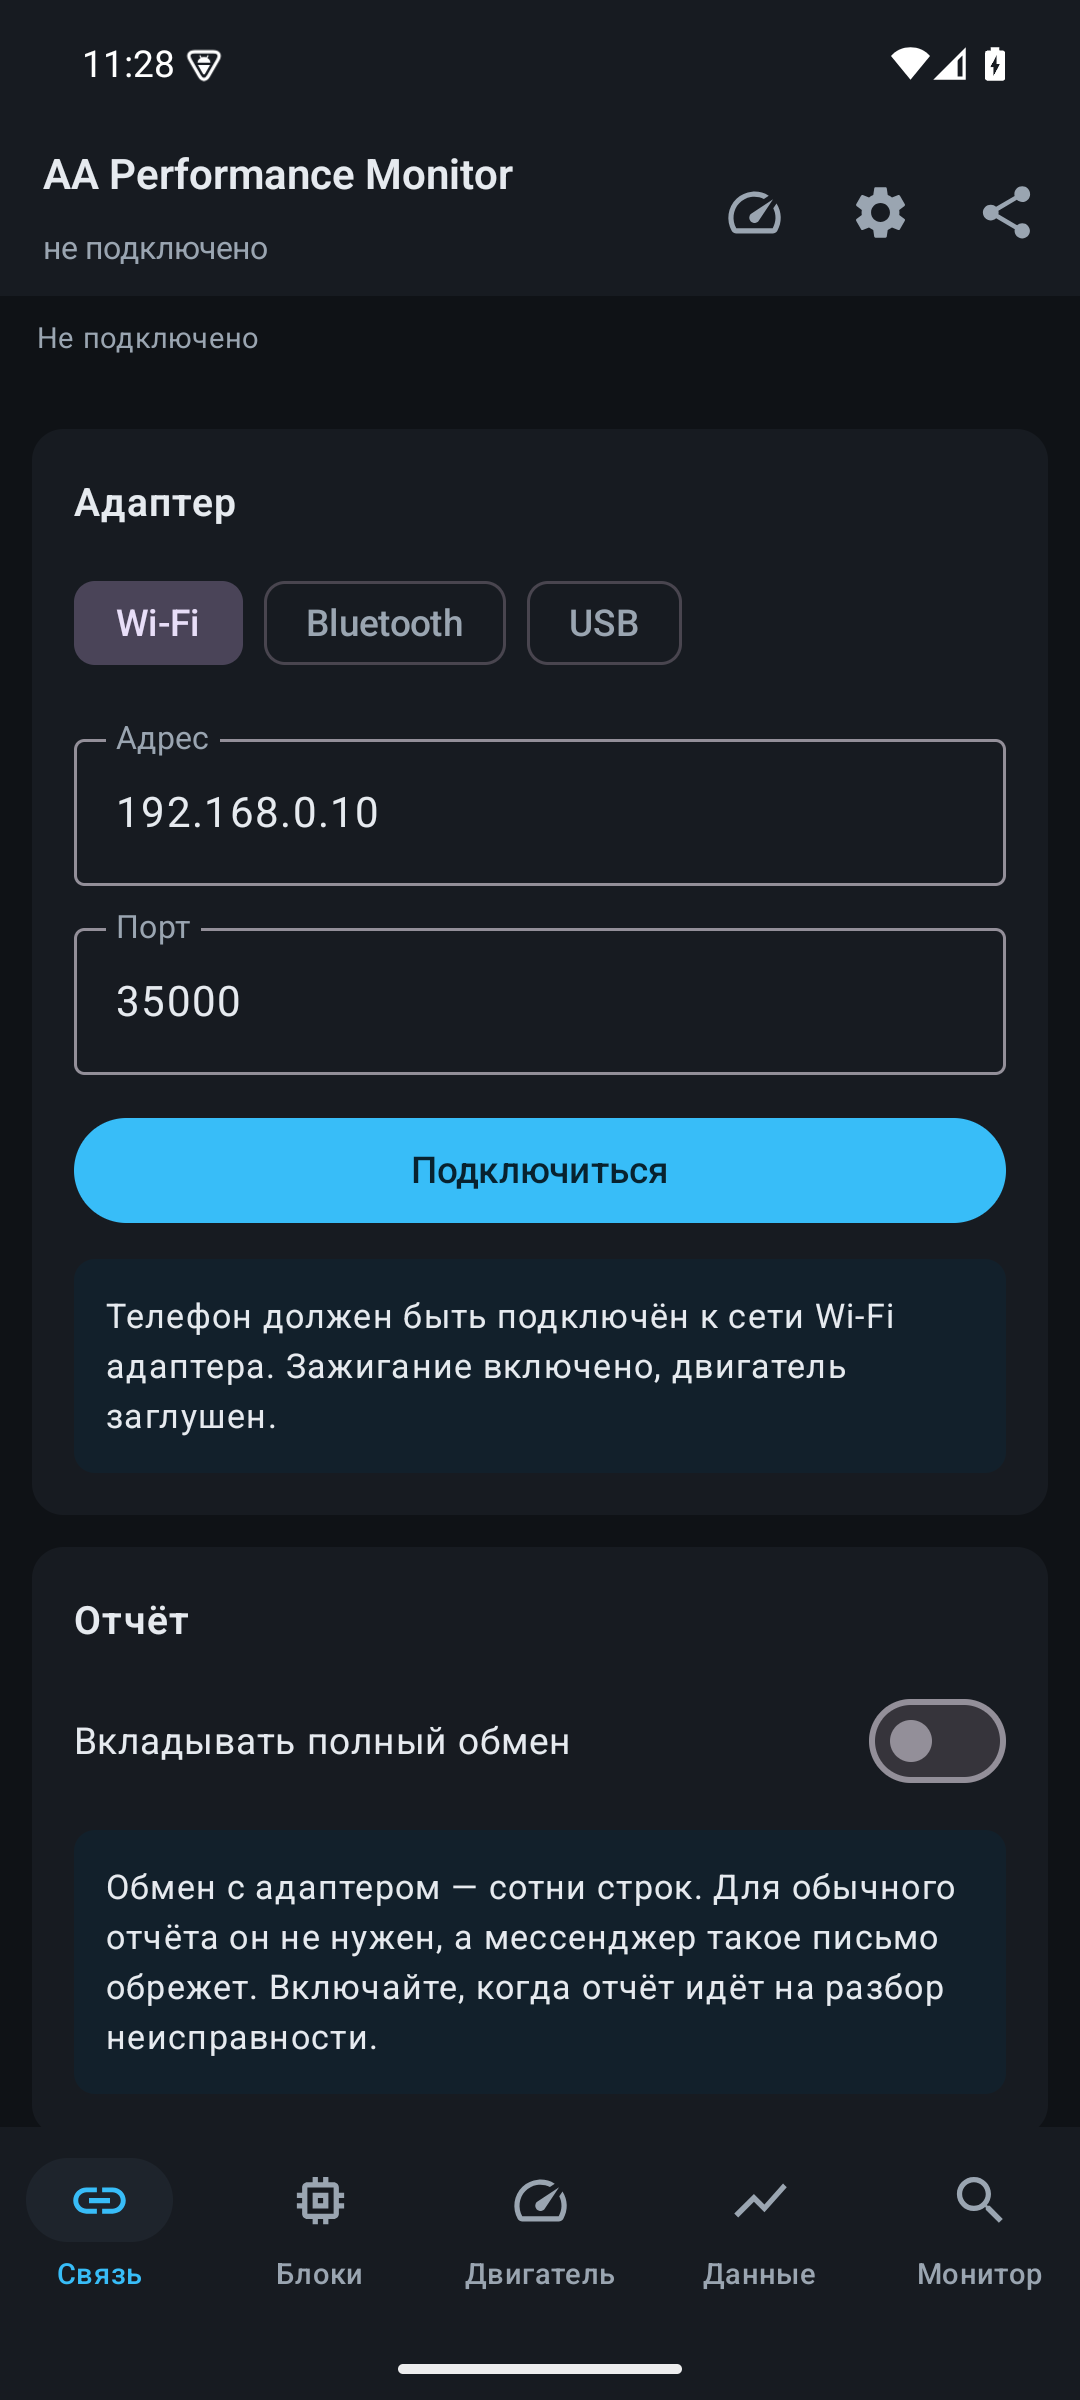 11:28
AA Performance Monitor
не подключено
Не подключено
Адаптер
Wi-Fi
Bluetooth
USB
Адрес
192.168.0.10
Порт
35000
Подключиться
Телефон должен быть подключён к сети Wi-Fi
адаптера. Зажигание включено, двигатель
заглушен.
Отчёт
Вкладывать полный обмен
Обмен с адаптером — сотни строк. Для обычного
отчёта он не нужен, а мессенджер такое письмо
обрежет. Включайте, когда отчёт идёт на разбор
неисправности.
Связь
Блоки
Двигатель
Данные
Монитор